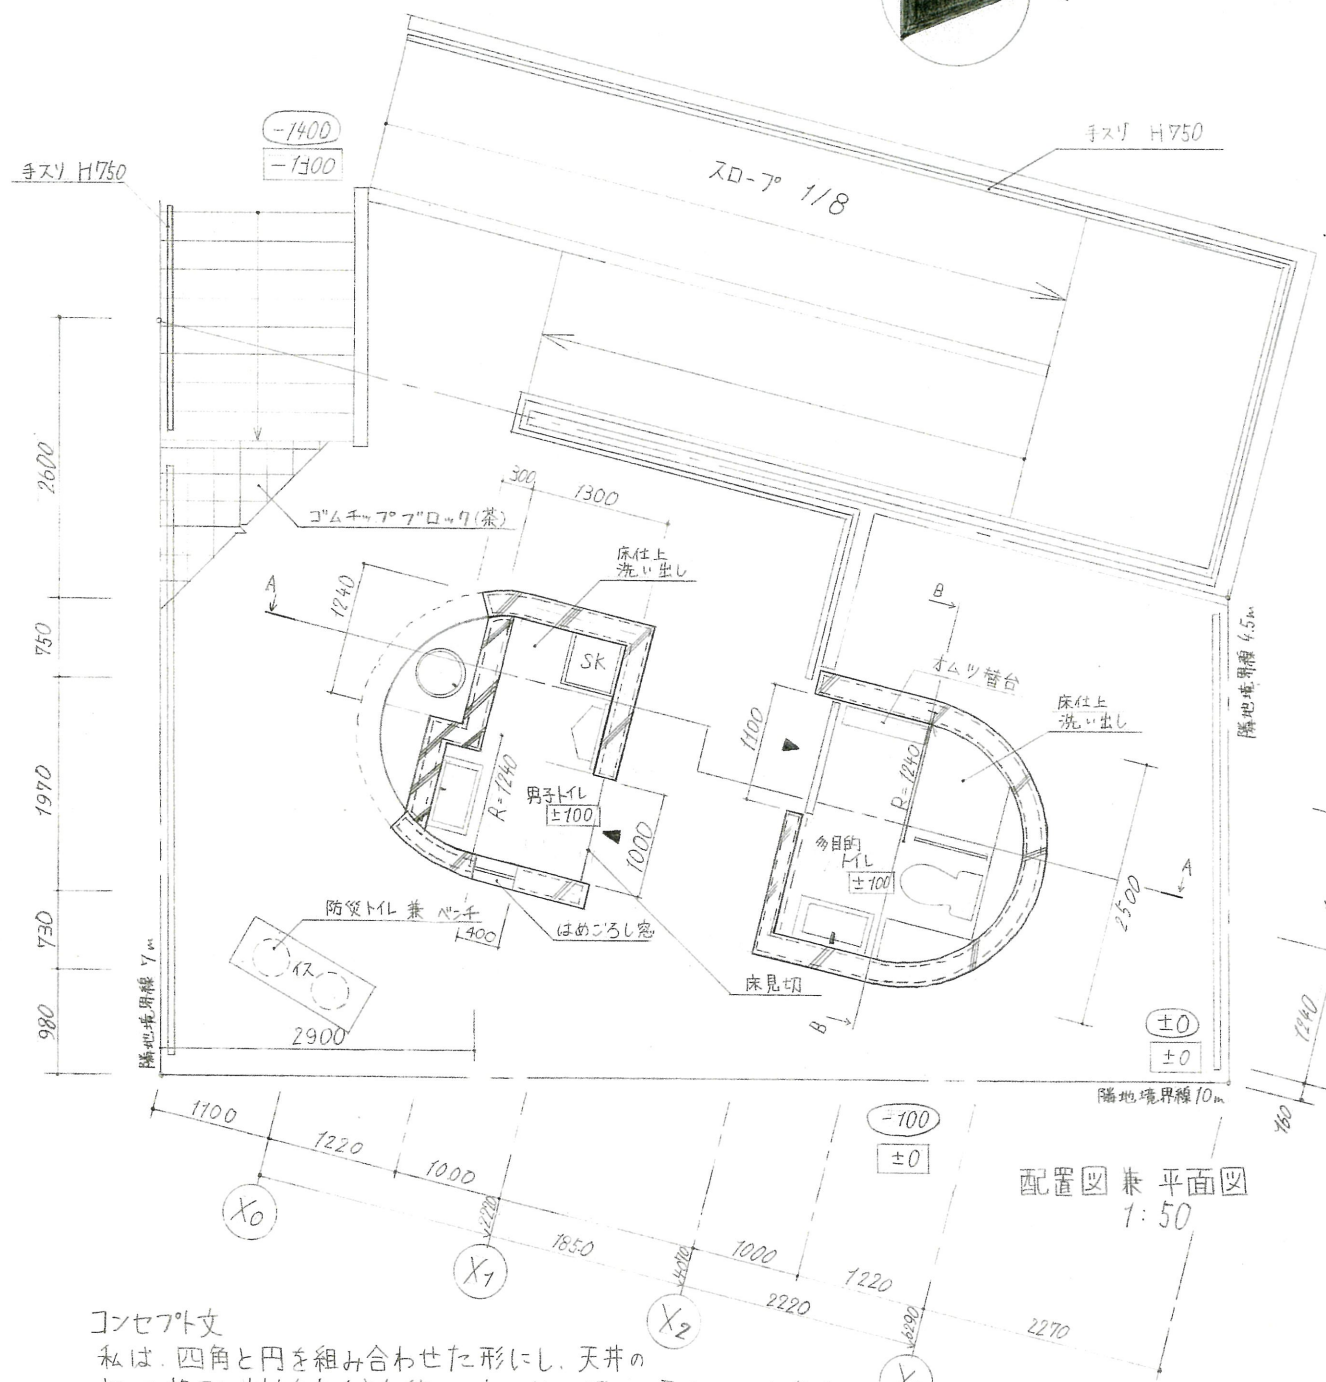 手スリ H750
-1400
-1300
手スリ H750
スロープ 1/8
2600
750
1970
730
980
ゴムチップブロック(茶)
300
1300
床仕上
洗い出し
A
1240
SK
B
オムツ替台
床仕上
洗い出し
隣地境界線 4.5m
1100
R=1240
男子トイレ
±100
1000
R=1240
多目的
トイレ
±100
A
2500
防災トイレ 兼 ベンチ
イス
1400
はめごろし窓
床見切
B
隣地境界線 7m
2900
±0
±0
隣地境界線10m
1240
160
-100
±0
1100
1220
1000
2220
1850
4070
1000
1220
2220
6290
2270
X0
X1
X2
配置図 兼 平面図
1:50
コンセプト文
私は、四角と円を組み合わせた形にし、天井の